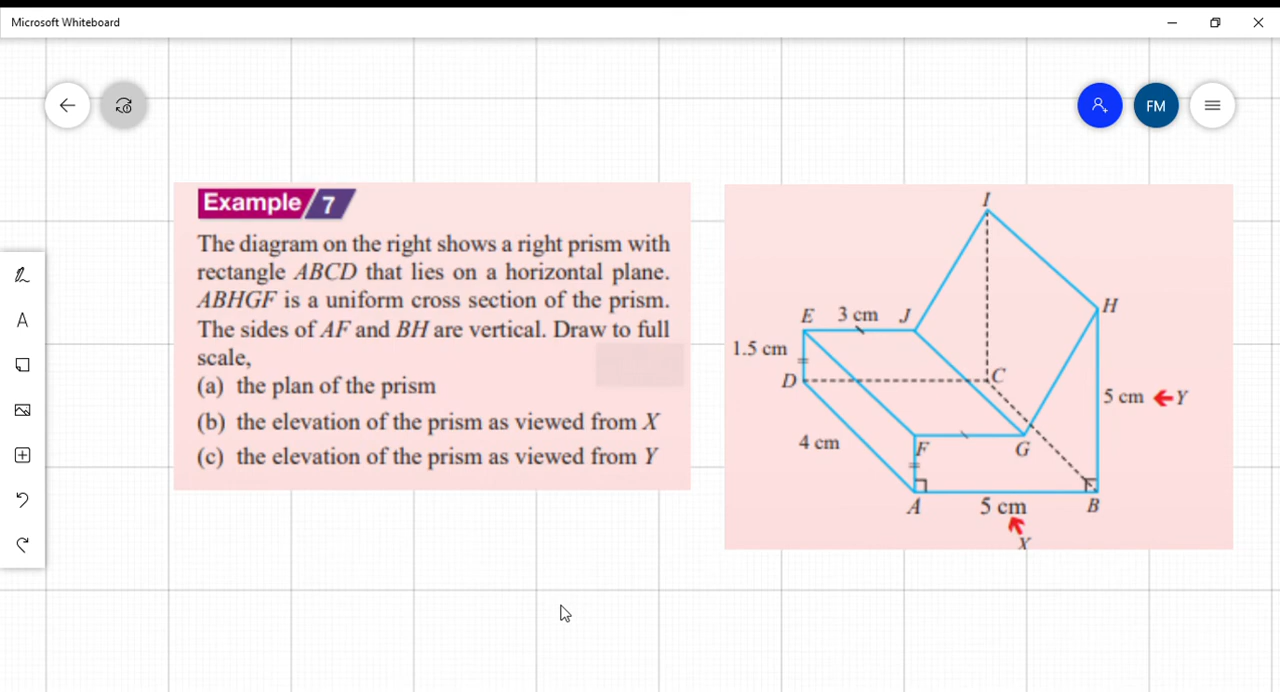 Microsoft Whiteboard
FM
A
Example 7
The diagram on the right shows a right prism with
rectangle ABCD that lies on a horizontal plane.
ABHGF is a uniform cross section of the prism.
The sides of AF and BH are vertical. Draw to full
scale,
(a) the plan of the prism
(b) the elevation of the prism as viewed from X
(c) the elevation of the prism as viewed from Y
I
H
E 3 cm J
1.5 cm
D
C
5 cm Y
4 cm
F
G
A
5 cm
B
X